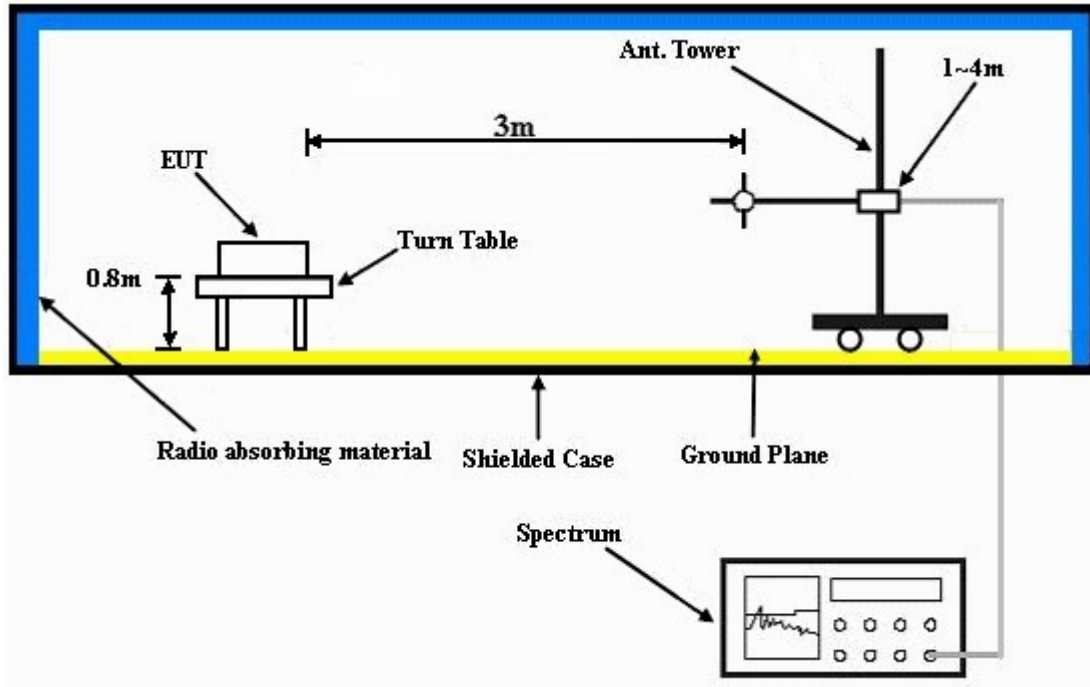 Ant. Tower
1~4m
3m
EUT
Turn Table
0.8m
Radio absorbing material
Shielded Case
Ground Plane
Spectrum